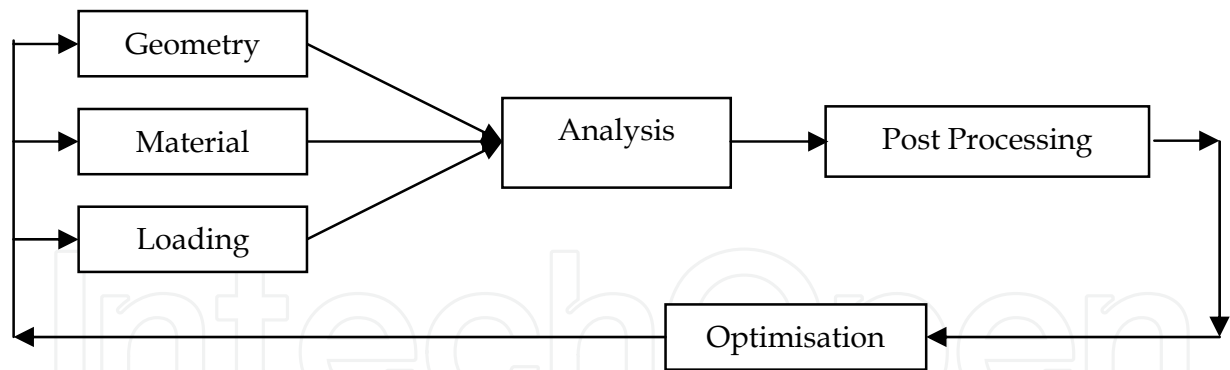 Geometry
Material
Loading
Analysis
Post Processing
Optimisation
IntechOpen